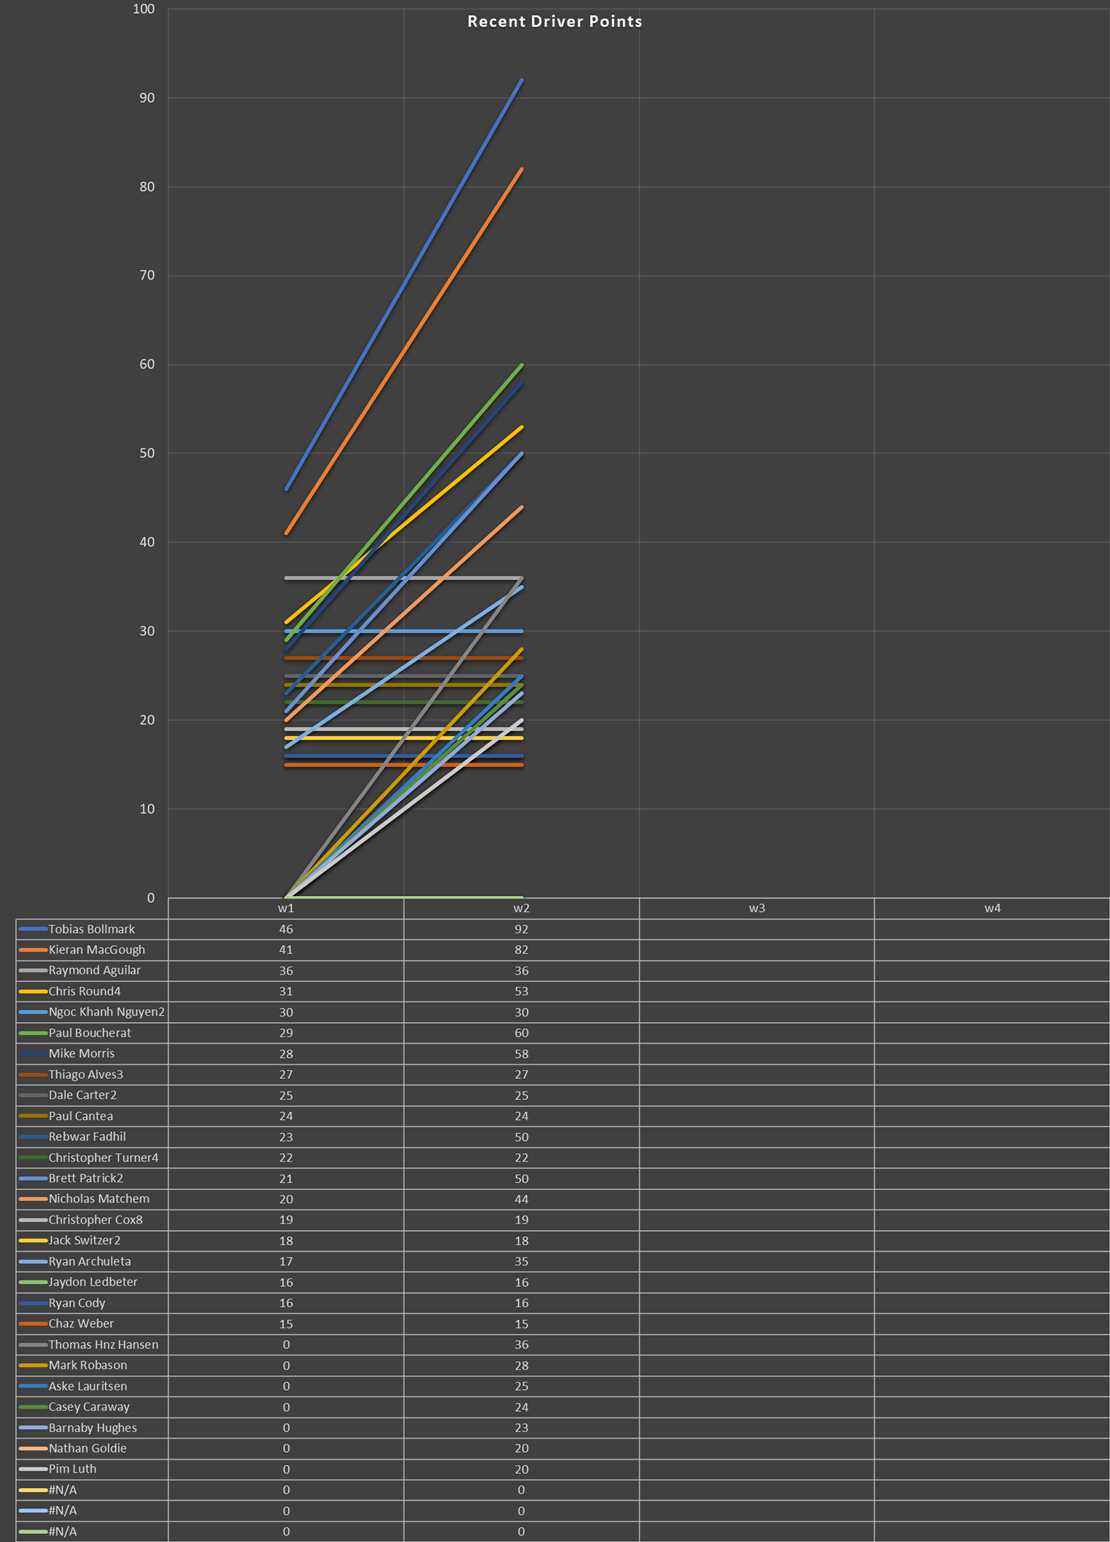 Recent Driver Points
100
90
80
70
60
50
40
30
20
10
0
w1 w2 w3 w4
Tobias Bollmark 46 92
Kieran MacGough 41 82
Raymond Aguilar 36 36
Chris Round4 31 53
Ngoc Khanh Nguyen2 30 30
Paul Boucherat 29 60
Mike Morris 28 58
Thiago Alves3 27 27
Dale Carter2 25 25
Paul Cantea 24 24
Rebwar Fadhil 23 50
Christopher Turner4 22 22
Brett Patrick2 21 50
Nicholas Matchem 20 44
Christopher Cox8 19 19
Jack Switzer2 18 18
Ryan Archuleta 17 35
Jaydon Ledbeter 16 16
Ryan Cody 16 16
Chaz Weber 15 15
Thomas Hnz Hansen 0 36
Mark Robason 0 28
Aske Lauritsen 0 25
Casey Caraway 0 24
Barnaby Hughes 0 23
Nathan Goldie 0 20
Pim Luth 0 20
#N/A 0 0
#N/A 0 0
#N/A 0 0